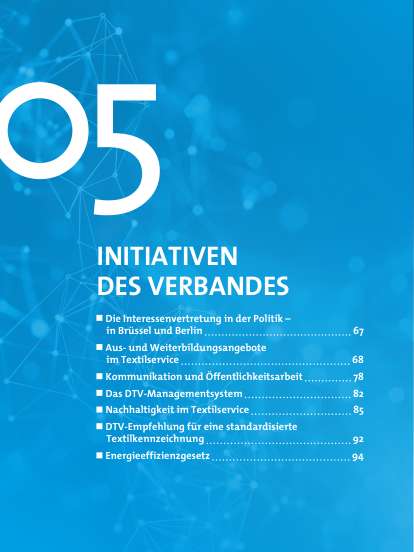 05
INITIATIVEN
DES VERBANDES
■ Die Interessenvertretung in der Politik –
in Brüssel und Berlin 67
■ Aus- und Weiterbildungsangebote
im Textilservice 68
■ Kommunikation und Öffentlichkeitsarbeit 78
■ Das DTV-Managementsystem 82
■ Nachhaltigkeit im Textilservice 85
■ DTV-Empfehlung für eine standardisierte
Textilkennzeichnung 92
■ Energieeffizienzgesetz 94